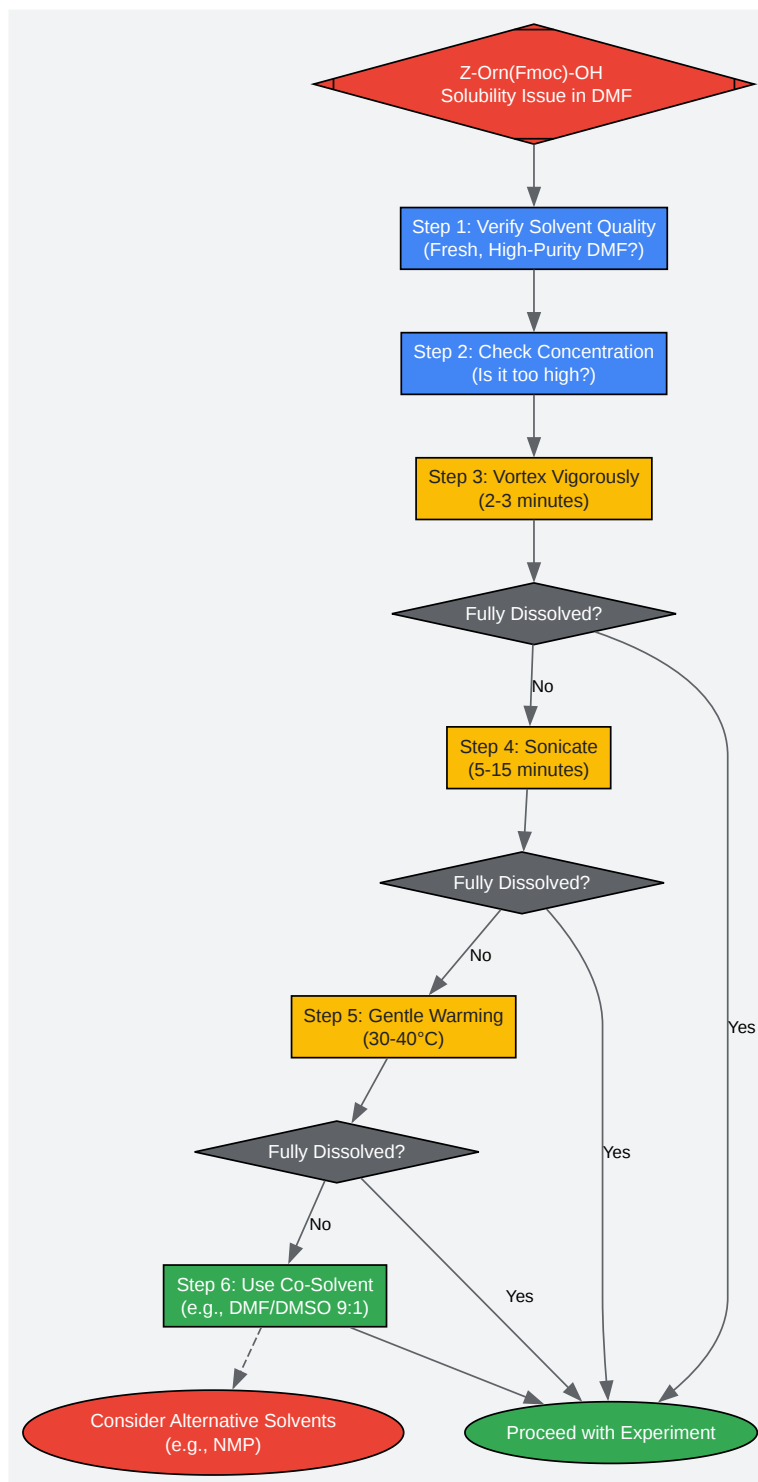 Z-Orn(Fmoc)-OH
Solubility Issue in DMF
Step 1: Verify Solvent Quality
(Fresh, High-Purity DMF?)
Step 2: Check Concentration
(Is it too high?)
Step 3: Vortex Vigorously
(2-3 minutes)
Fully Dissolved?
No
Step 4: Sonicate
(5-15 minutes)
Fully Dissolved?
No
Step 5: Gentle Warming
(30-40°C)
Yes
Fully Dissolved?
Yes
No
Step 6: Use Co-Solvent
(e.g., DMF/DMSO 9:1)
Yes
Consider Alternative Solvents
(e.g., NMP)
Proceed with Experiment